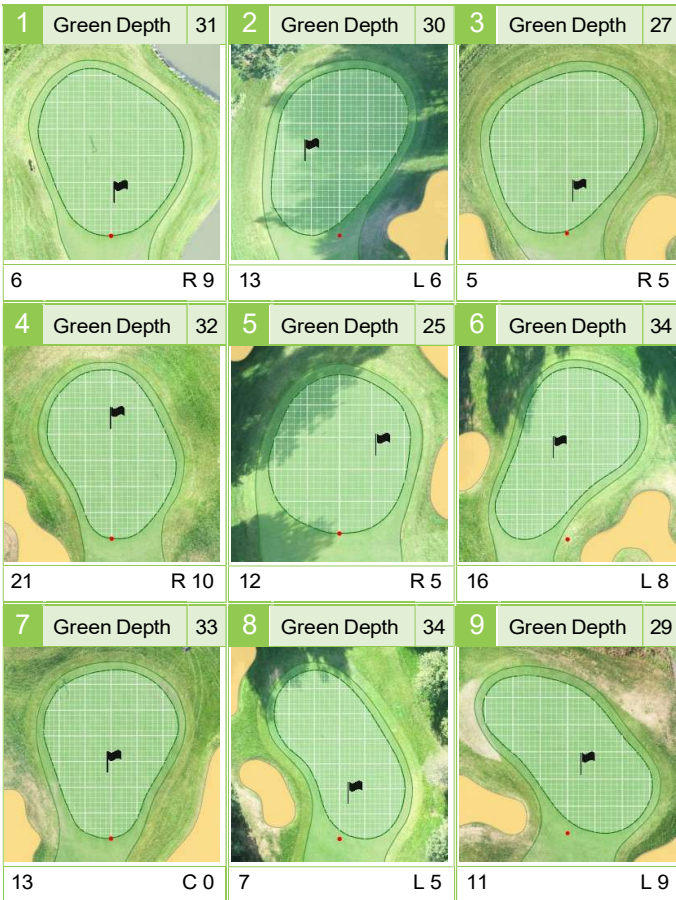 1 Green Depth 31
2 Green Depth 30
3 Green Depth 27
6 R 9
13 L 6
5 R 5
4 Green Depth 32
5 Green Depth 25
6 Green Depth 34
21 R 10
12 R 5
16 L 8
7 Green Depth 33
8 Green Depth 34
9 Green Depth 29
13 C 0
7 L 5
11 L 9